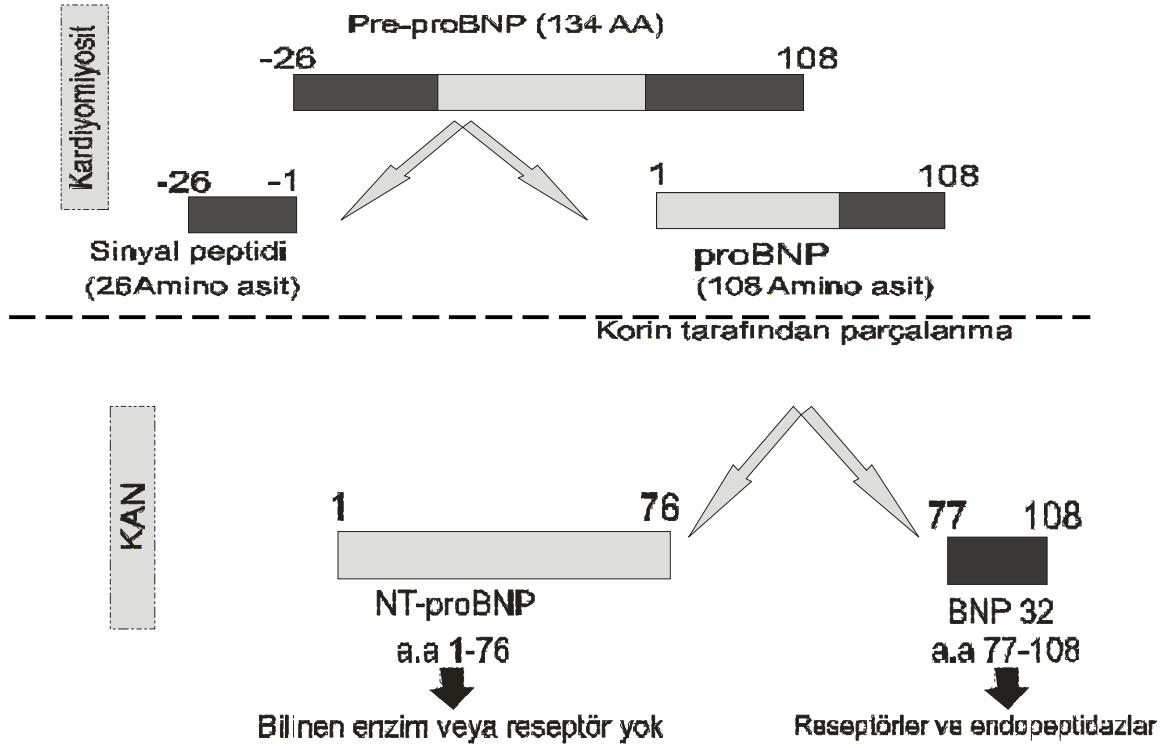 Pre-proBNP (134 AA)
-26 108
Kardiyomiyosit
-26 -1
1 108
Sinyal peptidi
(26Amino asit)
proBNP
(108 Amino asit)
Korin tarafından parçalanma
KAN
1 76
77 108
NT-proBNP
a.a 1-76
BNP 32
a.a 77-108
Bilinen enzim veya reseptör yok
Reseptörler ve endopeptidazlar